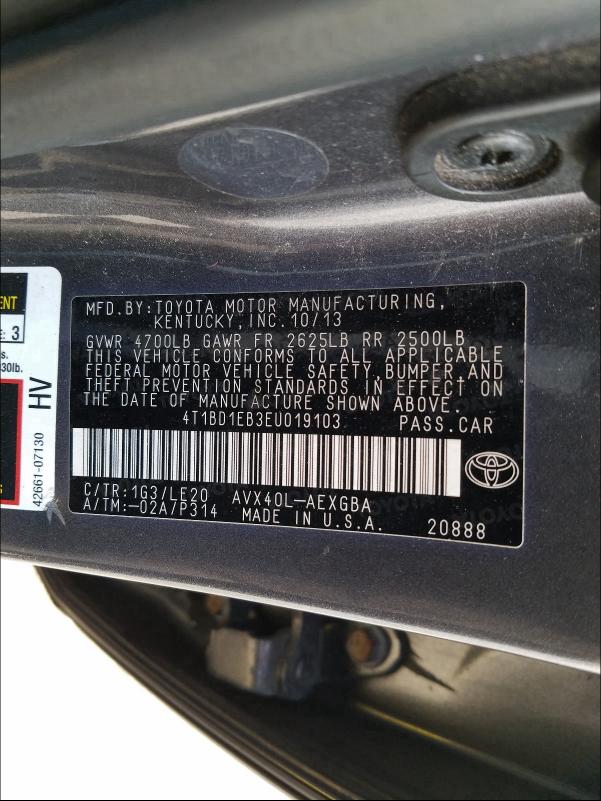 MFD.BY:TOYOTA MOTOR MANUFACTURING,
KENTUCKY,INC.10/13
GVWR 4700LB GAWR FR 2625LB RR 2500LB
THIS VEHICLE CONFORMS TO ALL APPLICABLE
FEDERAL MOTOR VEHICLE SAFETY,BUMPER,AND
THEFT PREVENTION STANDARDS IN EFFECT ON
THE DATE OF MANUFACTURE SHOWN ABOVE.
4T1BD1EB3EU019103 PASS.CAR
C/TR:1G3/LE20 AVX40L-AEXGBA
A/TM:-02A/P314 MADE IN U.S.A. 20888
3
30lb.
HV
42661-07130